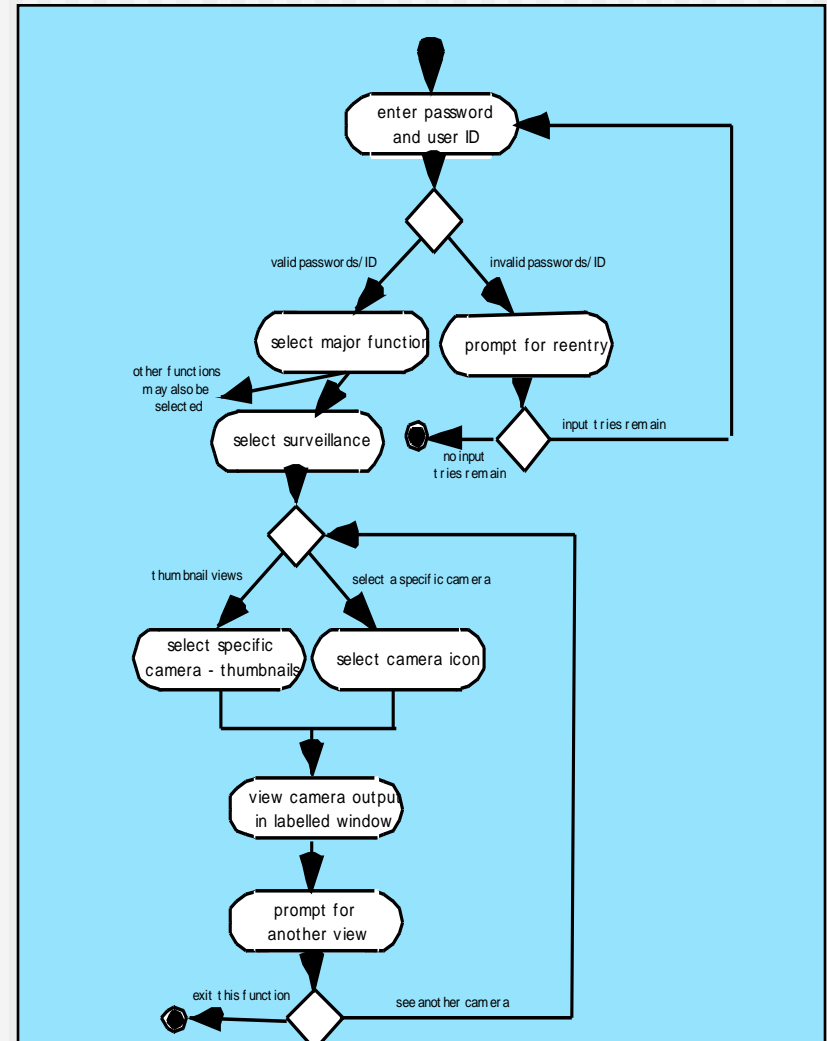 enter password
and user ID
valid passwords/ID
invalid passwords/ID
select major function
prompt for reentry
other functions
may also be
selected
select surveillance
input tries remain
no input
tries remain
thumbnail views
select a specific camera
select specific
camera - thumbnails
select camera icon
view camera output
in labelled window
prompt for
another view
exit this function
see another camera